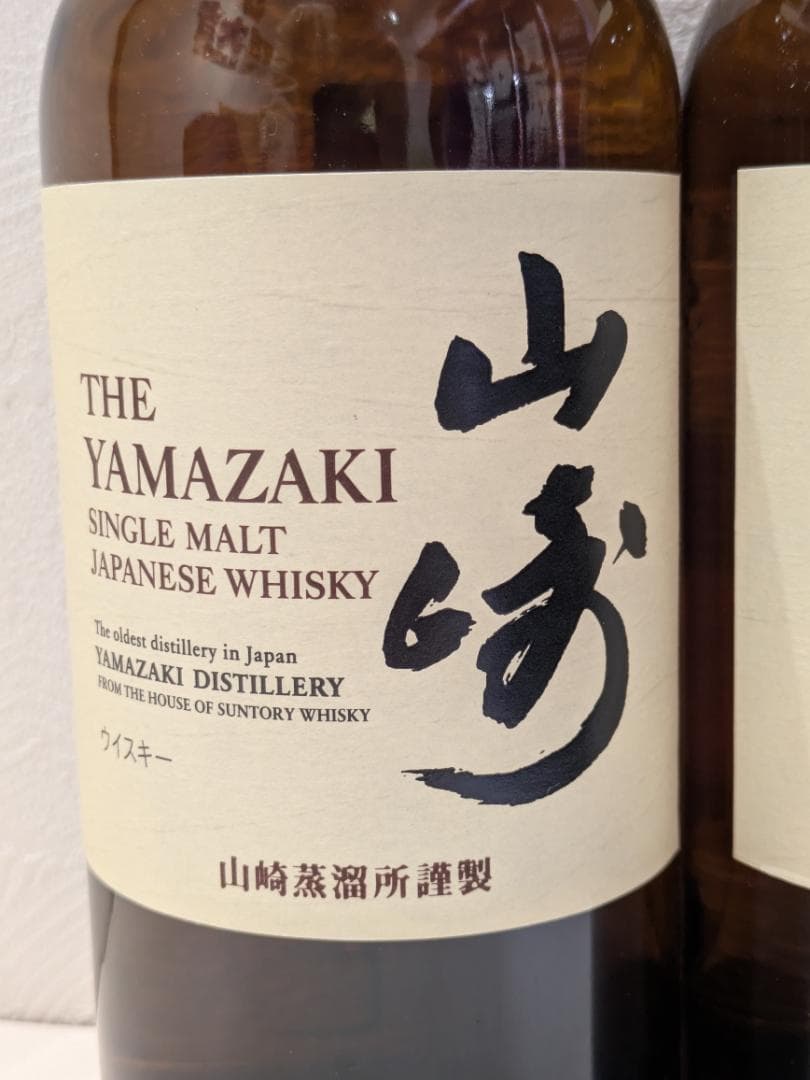 THE
YAMAZAKI
SINGLE MALT
JAPANESE WHISKY
The oldest distillery in Japan
YAMAZAKI DISTILLERY
FROM THE HOUSE OF SUNTORY WHISKY
ウイスキー
山崎
山崎蒸溜所謹製